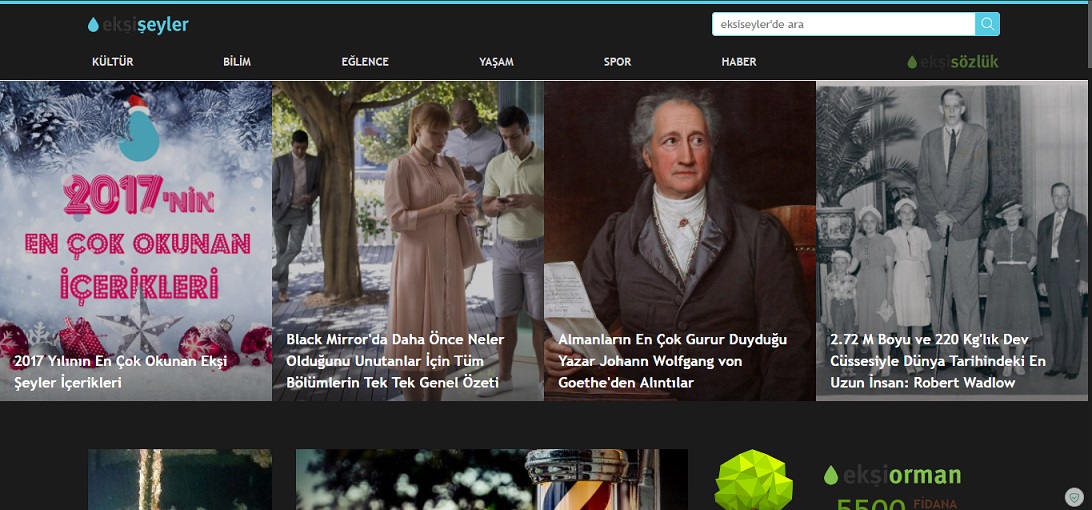 ekşişeyler
eksiseyler'de ara
KÜLTÜR
BİLİM
EĞLENCE
YAŞAM
SPOR
HABER
ekşisözlük
2017'NİN
EN ÇOK OKUNAN
İÇERİKLERİ
2017 Yılının En Çok Okunan Ekşi
Şeyler İçerikleri
Black Mirror'da Daha Önce Neler
Olduğunu Unutanlar İçin Tüm
Bölümlerin Tek Tek Genel Özeti
Almanların En Çok Gurur Duyduğu
Yazar Johann Wolfgang von
Goethe'den Alıntılar
2.72 M Boyu ve 220 Kg'lık Dev
Cüssesiyle Dünya Tarihindeki En
Uzun İnsan: Robert Wadlow
ekşiorman
5500 FİDANA